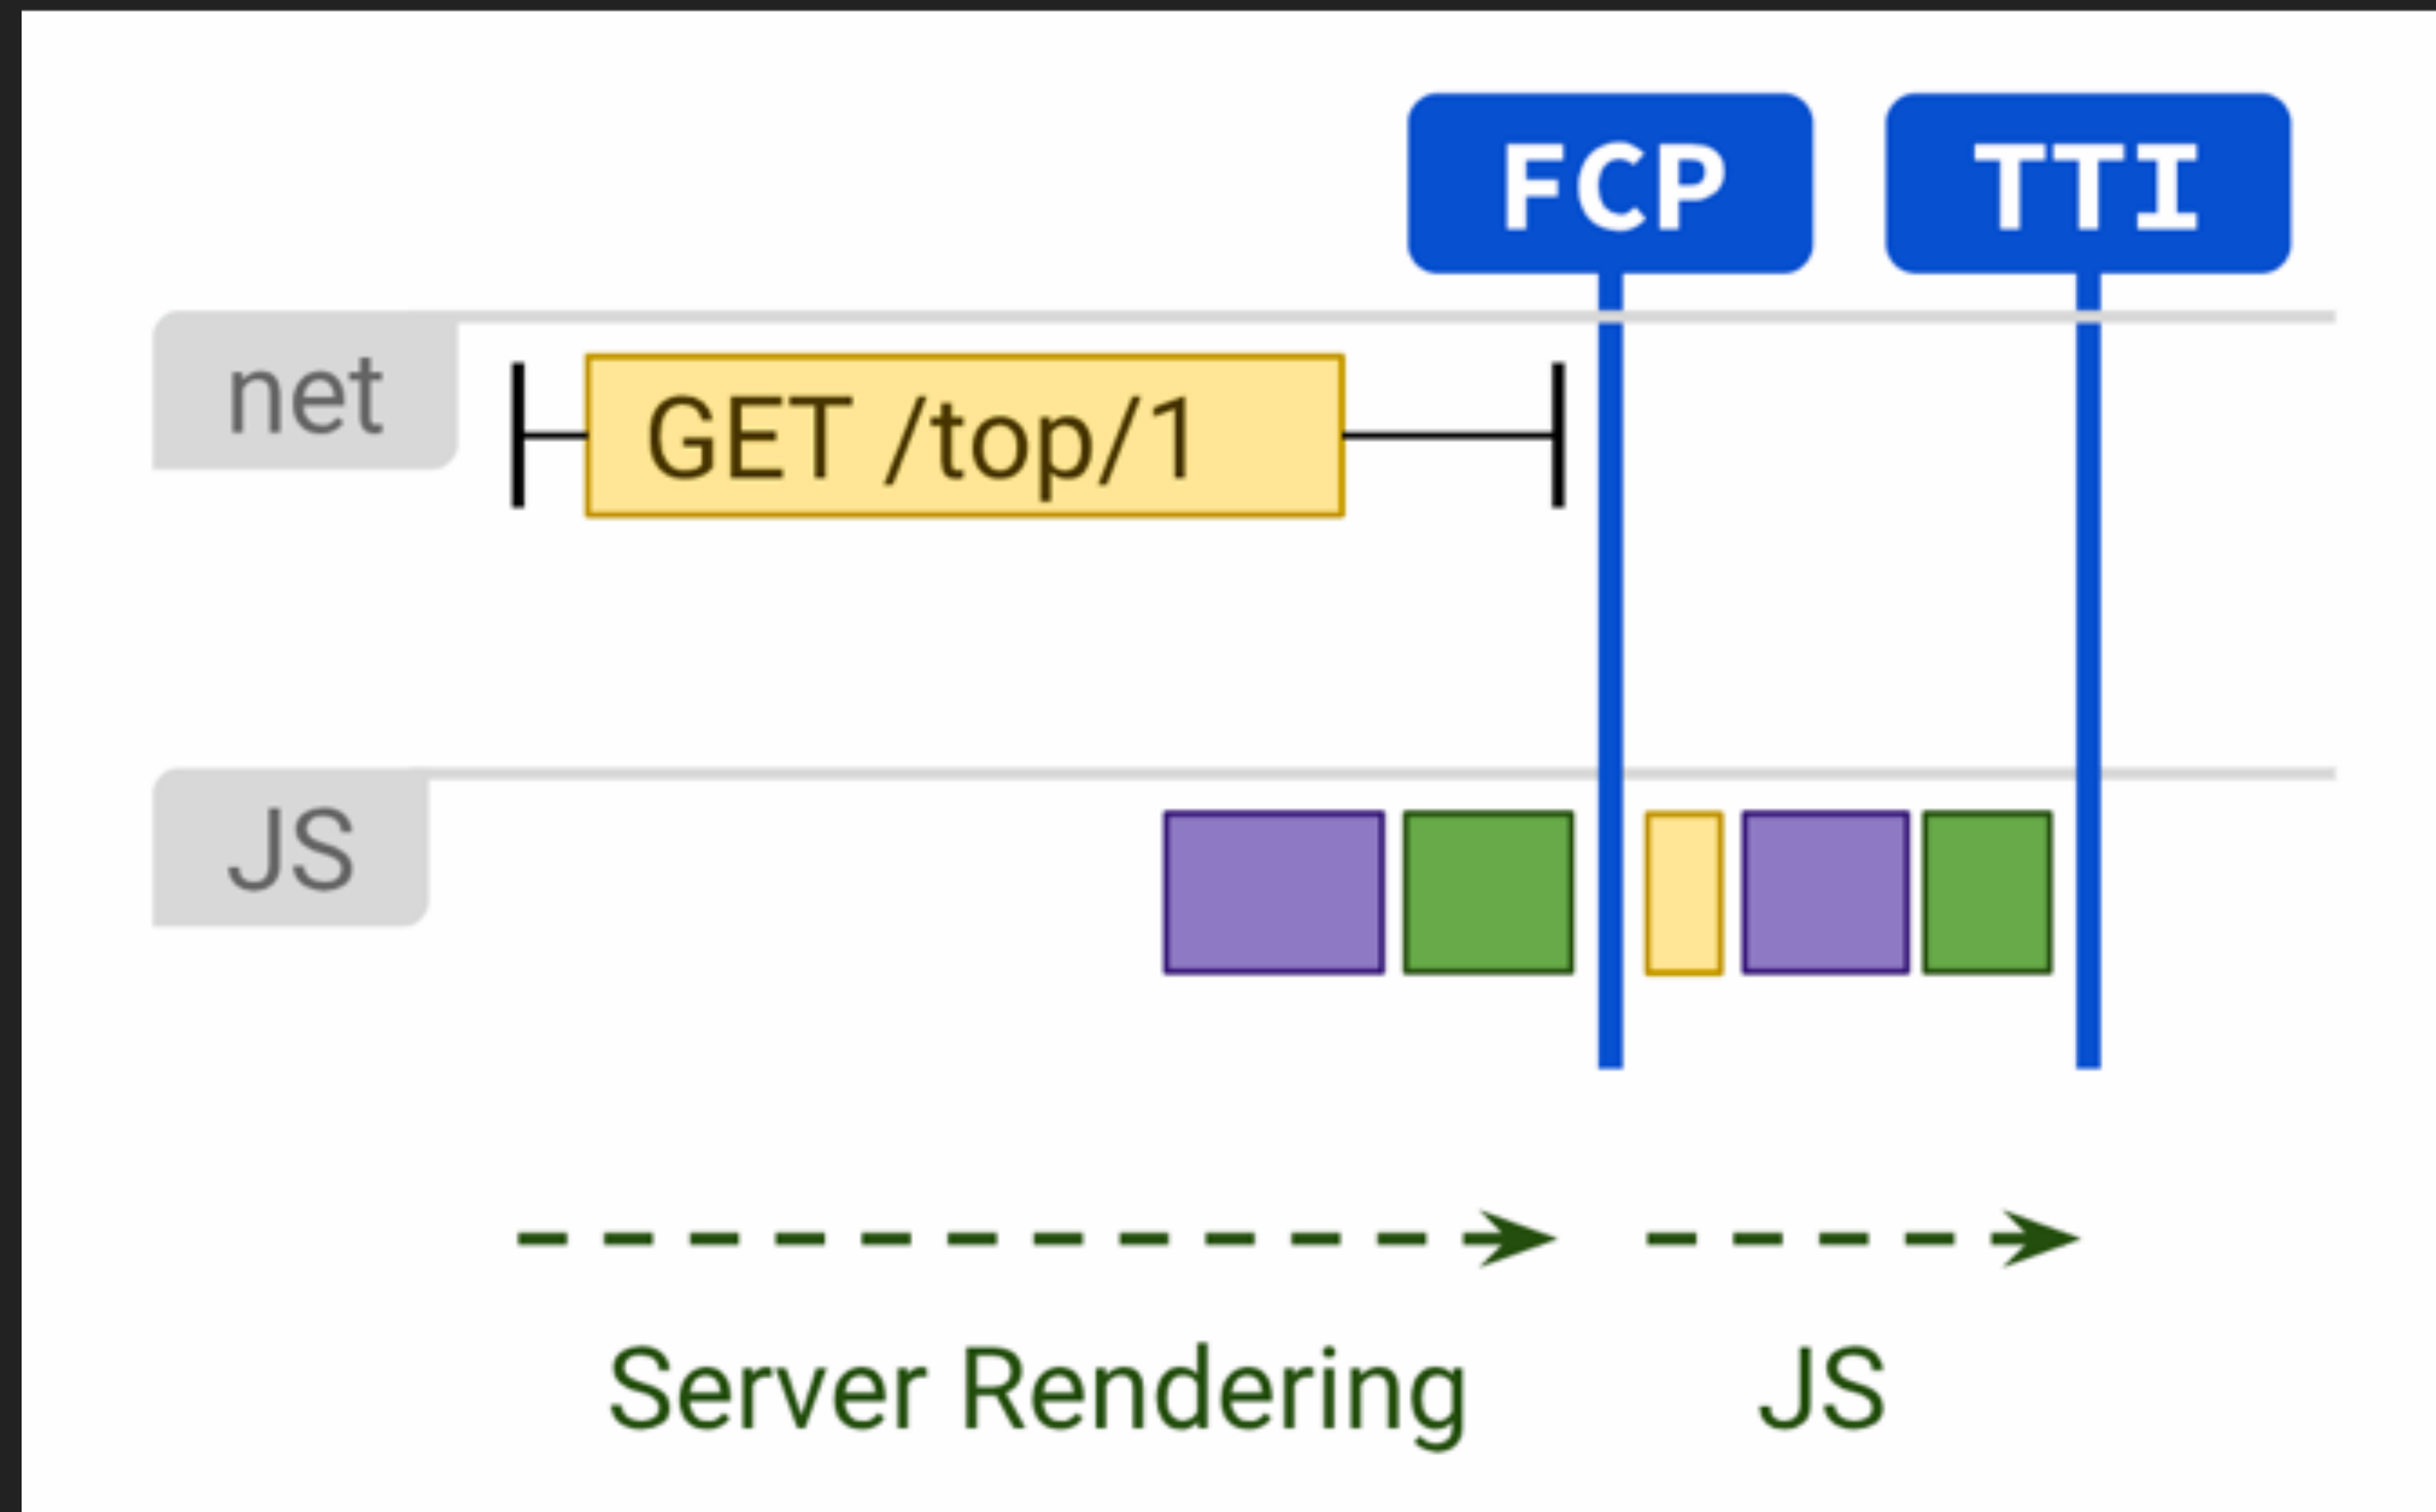 FCP TTI
net
GET /top/1
JS
Server Rendering JS